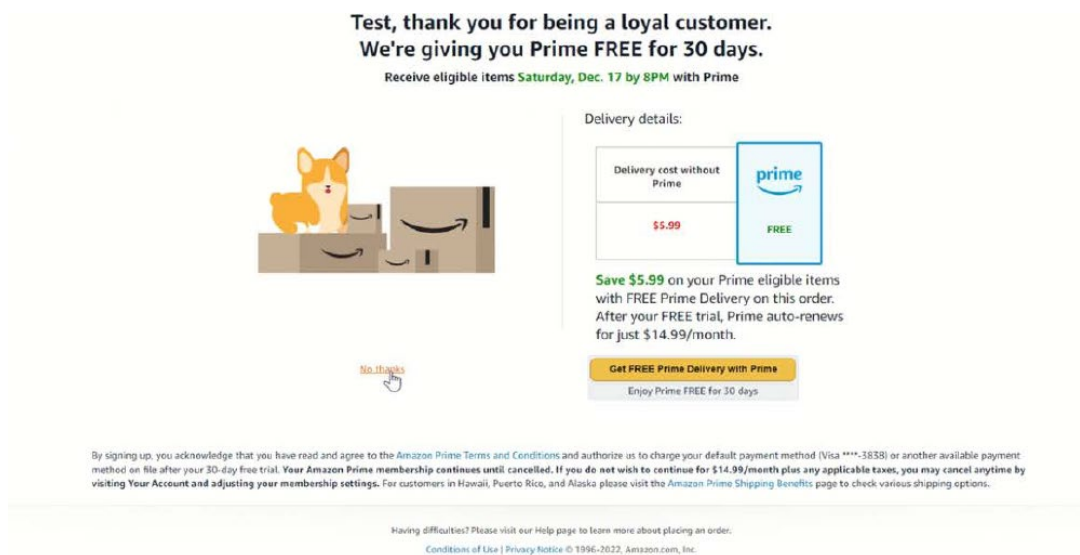 Test, thank you for being a loyal customer.
We're giving you Prime FREE for 30 days.
Receive eligible items Saturday, Dec. 17 by 8PM with Prime
Delivery details:
Delivery cost without
Prime
prime
$5.99
FREE
Save $5.99 on your Prime eligible items
with FREE Prime Delivery on this order.
After your FREE trial, Prime auto-renews
for just $14.99/month.
No thanks
Get FREE Prime Delivery with Prime
Enjoy Prime FREE for 30 days
By signing up, you acknowledge that you have read and agree to the Amazon Prime Terms and Conditions and authorize us to charge your default payment method (Visa ****-3838) or another available payment
method on file after your 30-day free trial. Your Amazon Prime membership continues until cancelled. If you do not wish to continue for $14.99/month plus any applicable taxes, you may cancel anytime by
visiting Your Account and adjusting your membership settings. For customers in Hawaii, Puerto Rico, and Alaska please visit the Amazon Prime Shipping Benefits page to check various shipping options.
Having difficulties? Please visit our Help page to learn more about placing an order.
Conditions of Use | Privacy Notice © 1996-2022, Amazon.com, Inc.